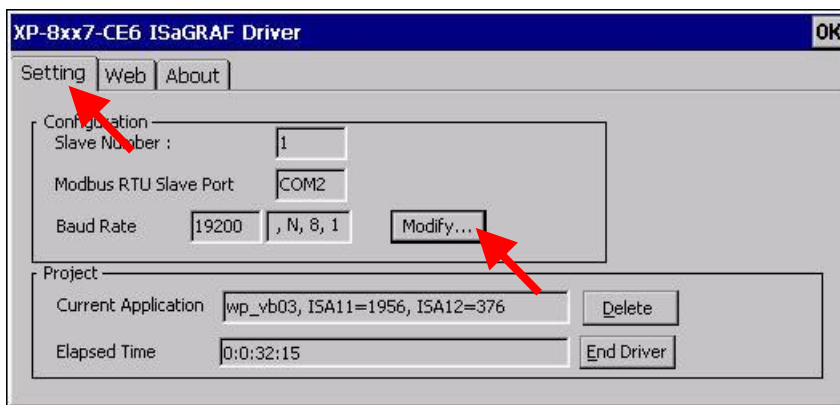 XP-8xx7-CE6 ISaGRAF Driver OK
Setting Web About
Configuration
Slave Number : 1
Modbus RTU Slave Port COM2
Baud Rate 19200 , N, 8, 1 Modify...
Project
Current Application wp_vb03, ISA11=1956, ISA12=376 Delete
Elapsed Time 0:0:32:15 End Driver